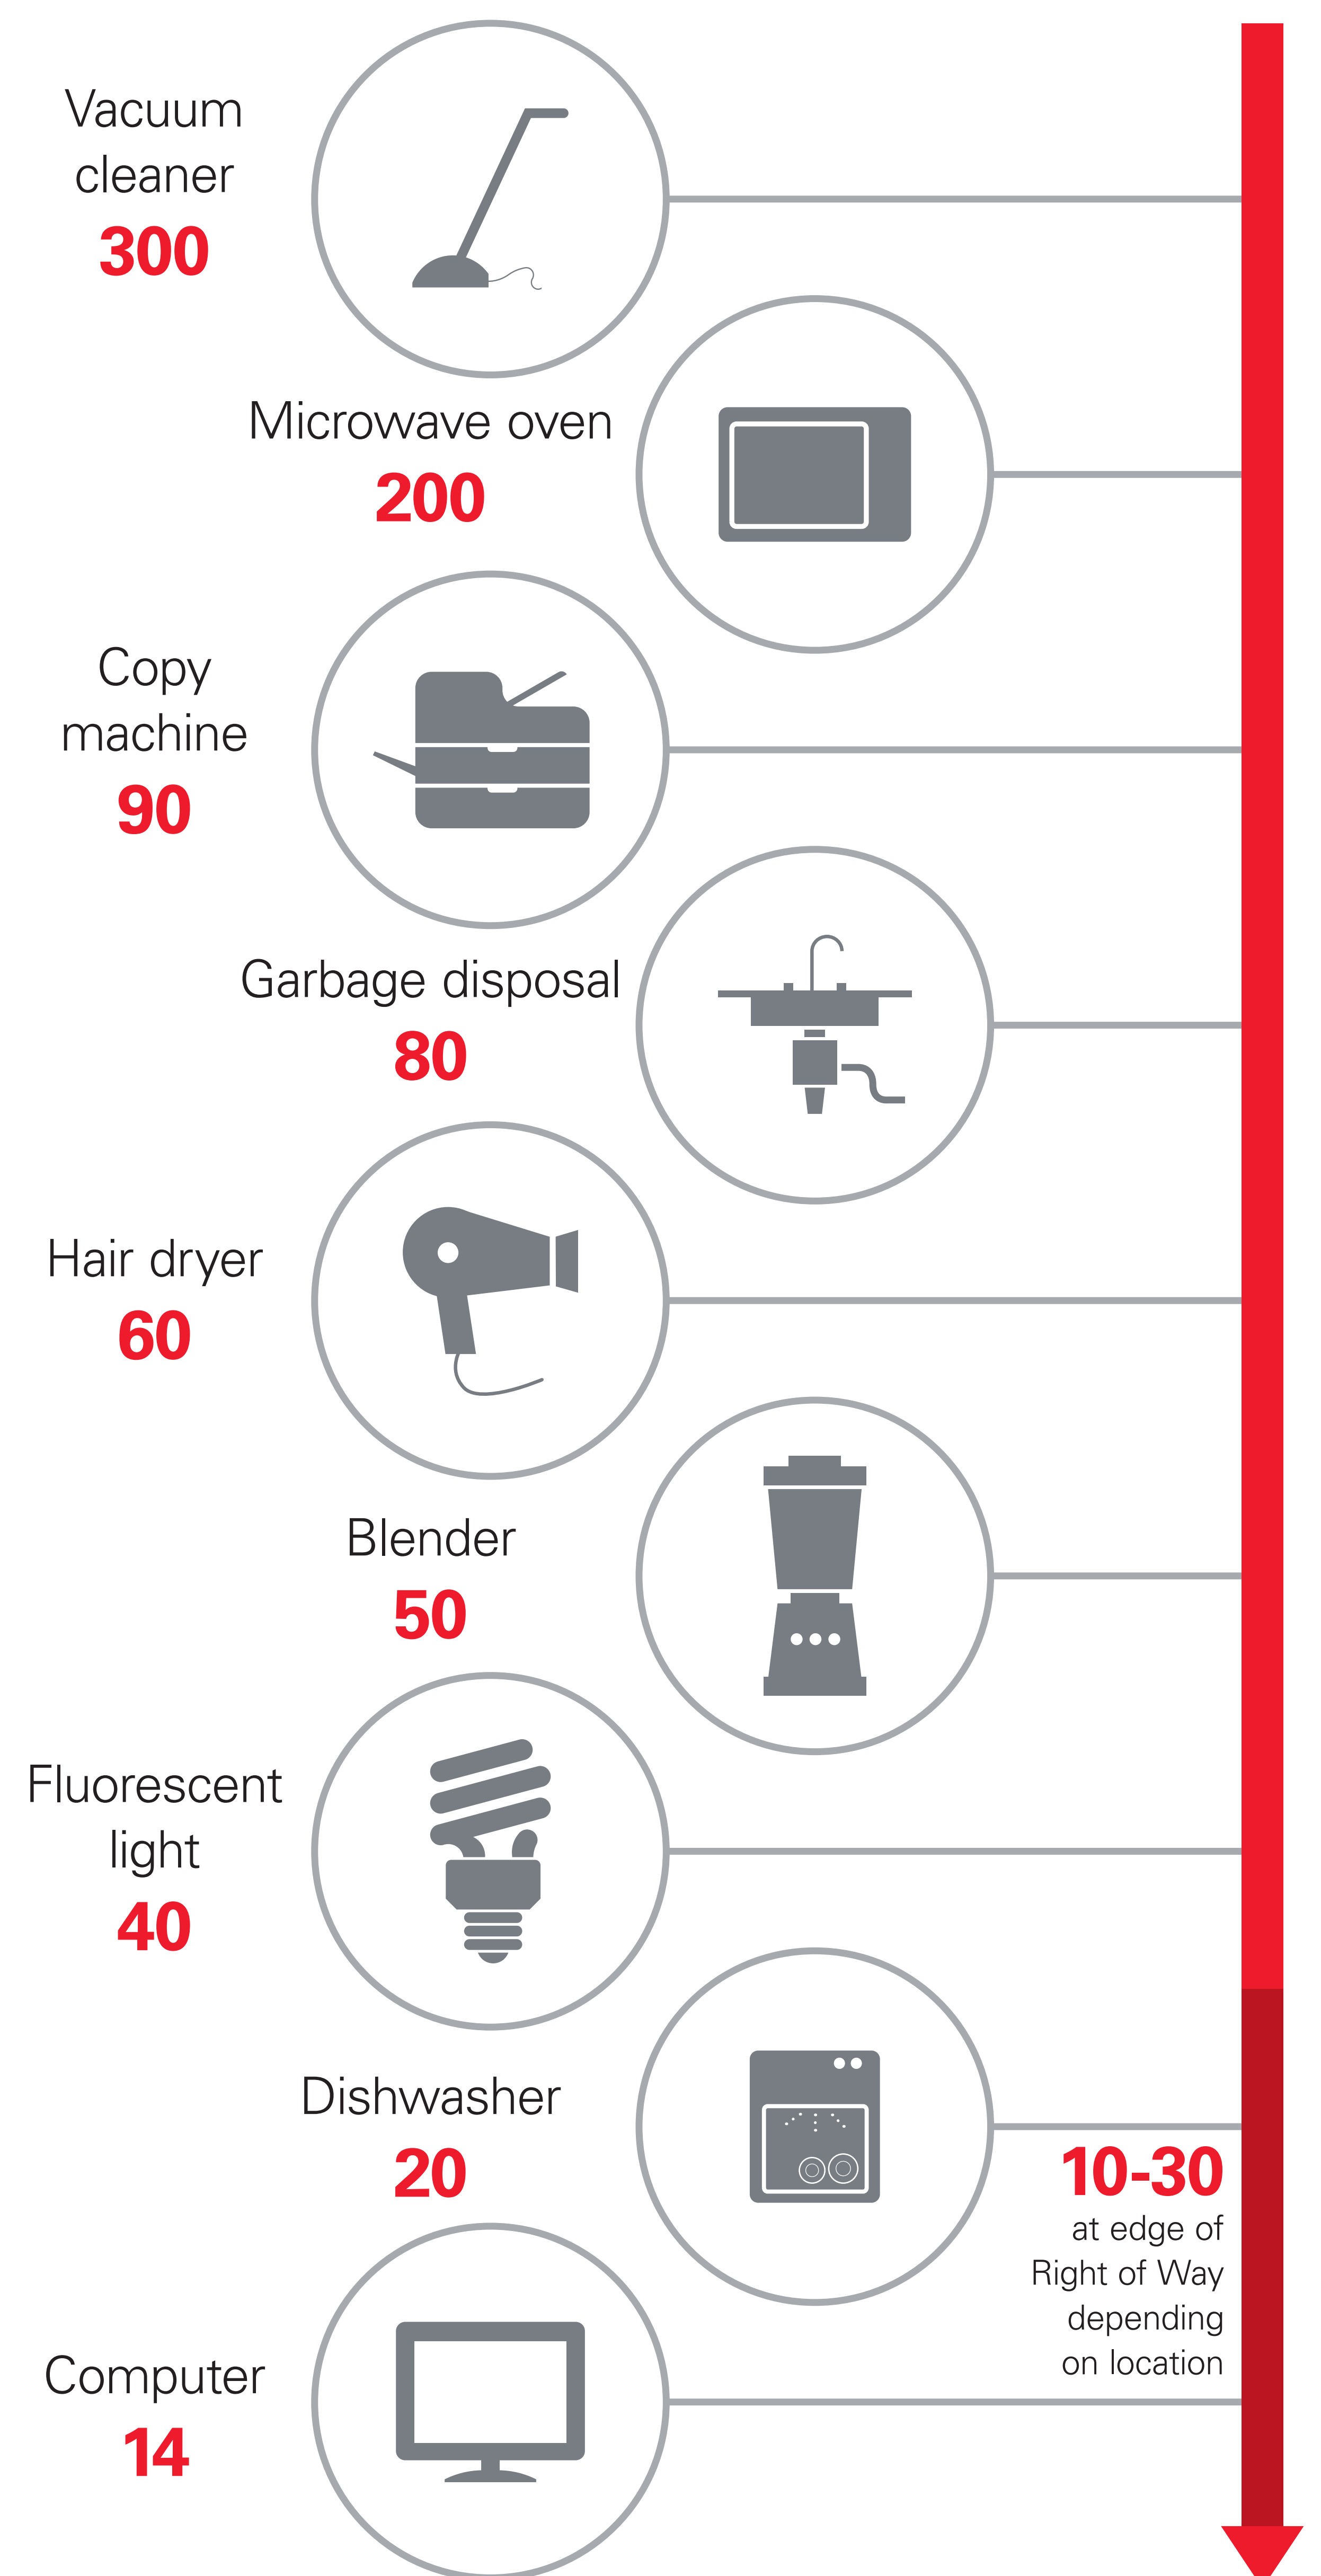 Vacuum
cleaner
300
Microwave oven
200
Copy
machine
90
Garbage disposal
80
Hair dryer
60
Blender
50
Fluorescent
light
40
Dishwasher
20
10-30
at edge of
Right of Way
depending
on location
Computer
14